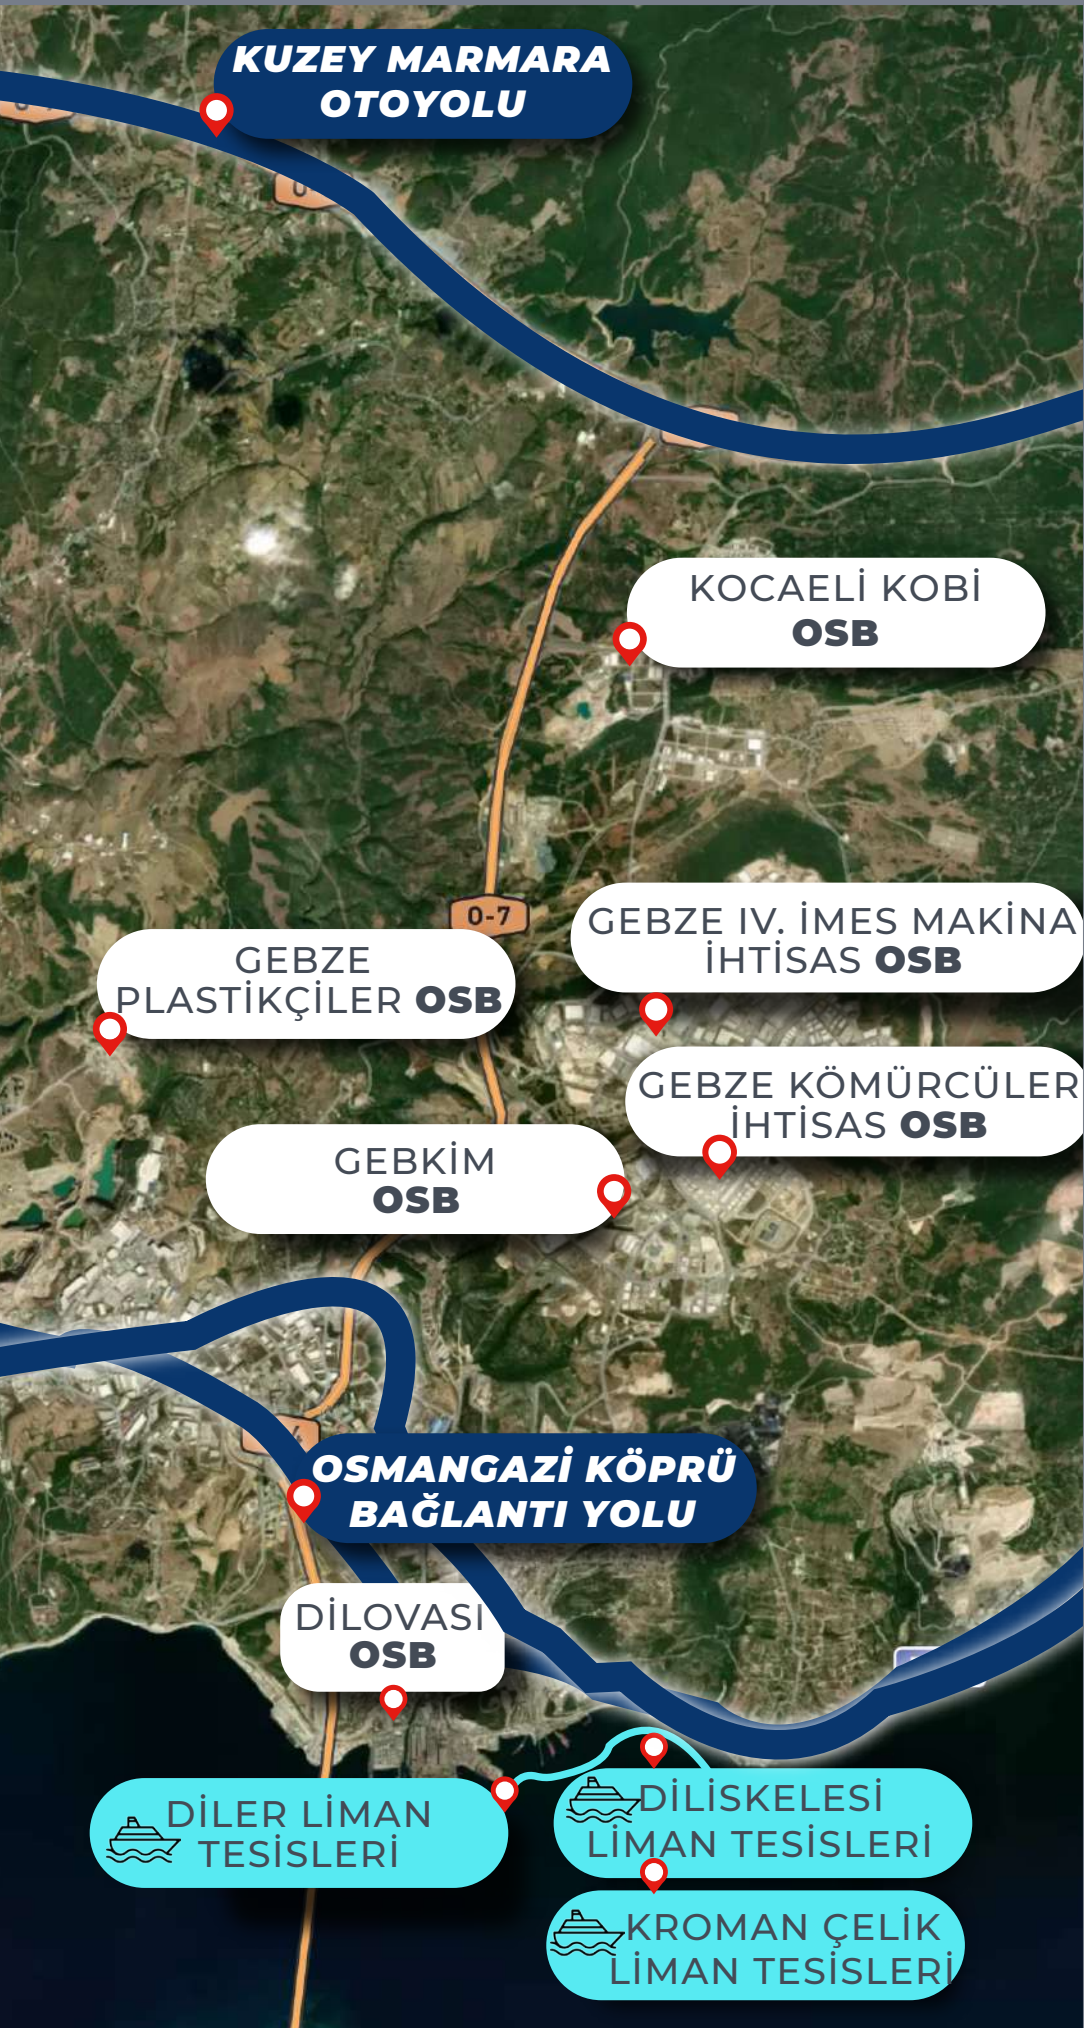 KUZEY MARMARA
OTOYOLU
KOCAELİ KOBİ
OSB
O-7
GEBZE IV. İMES MAKİNA
İHTİSAS OSB
GEBZE
PLASTİKÇİLER OSB
GEBZE KÖMÜRCÜLER
İHTİSAS OSB
GEBKİM
OSB
4
OSMANGAZİ KÖPRÜ
BAĞLANTI YOLU
DİLOVASI
OSB
DİLER LİMAN
TESİSLERİ
DİLİSKELESİ
LİMAN TESİSLERİ
KROMAN ÇELİK
LİMAN TESİSLERİ